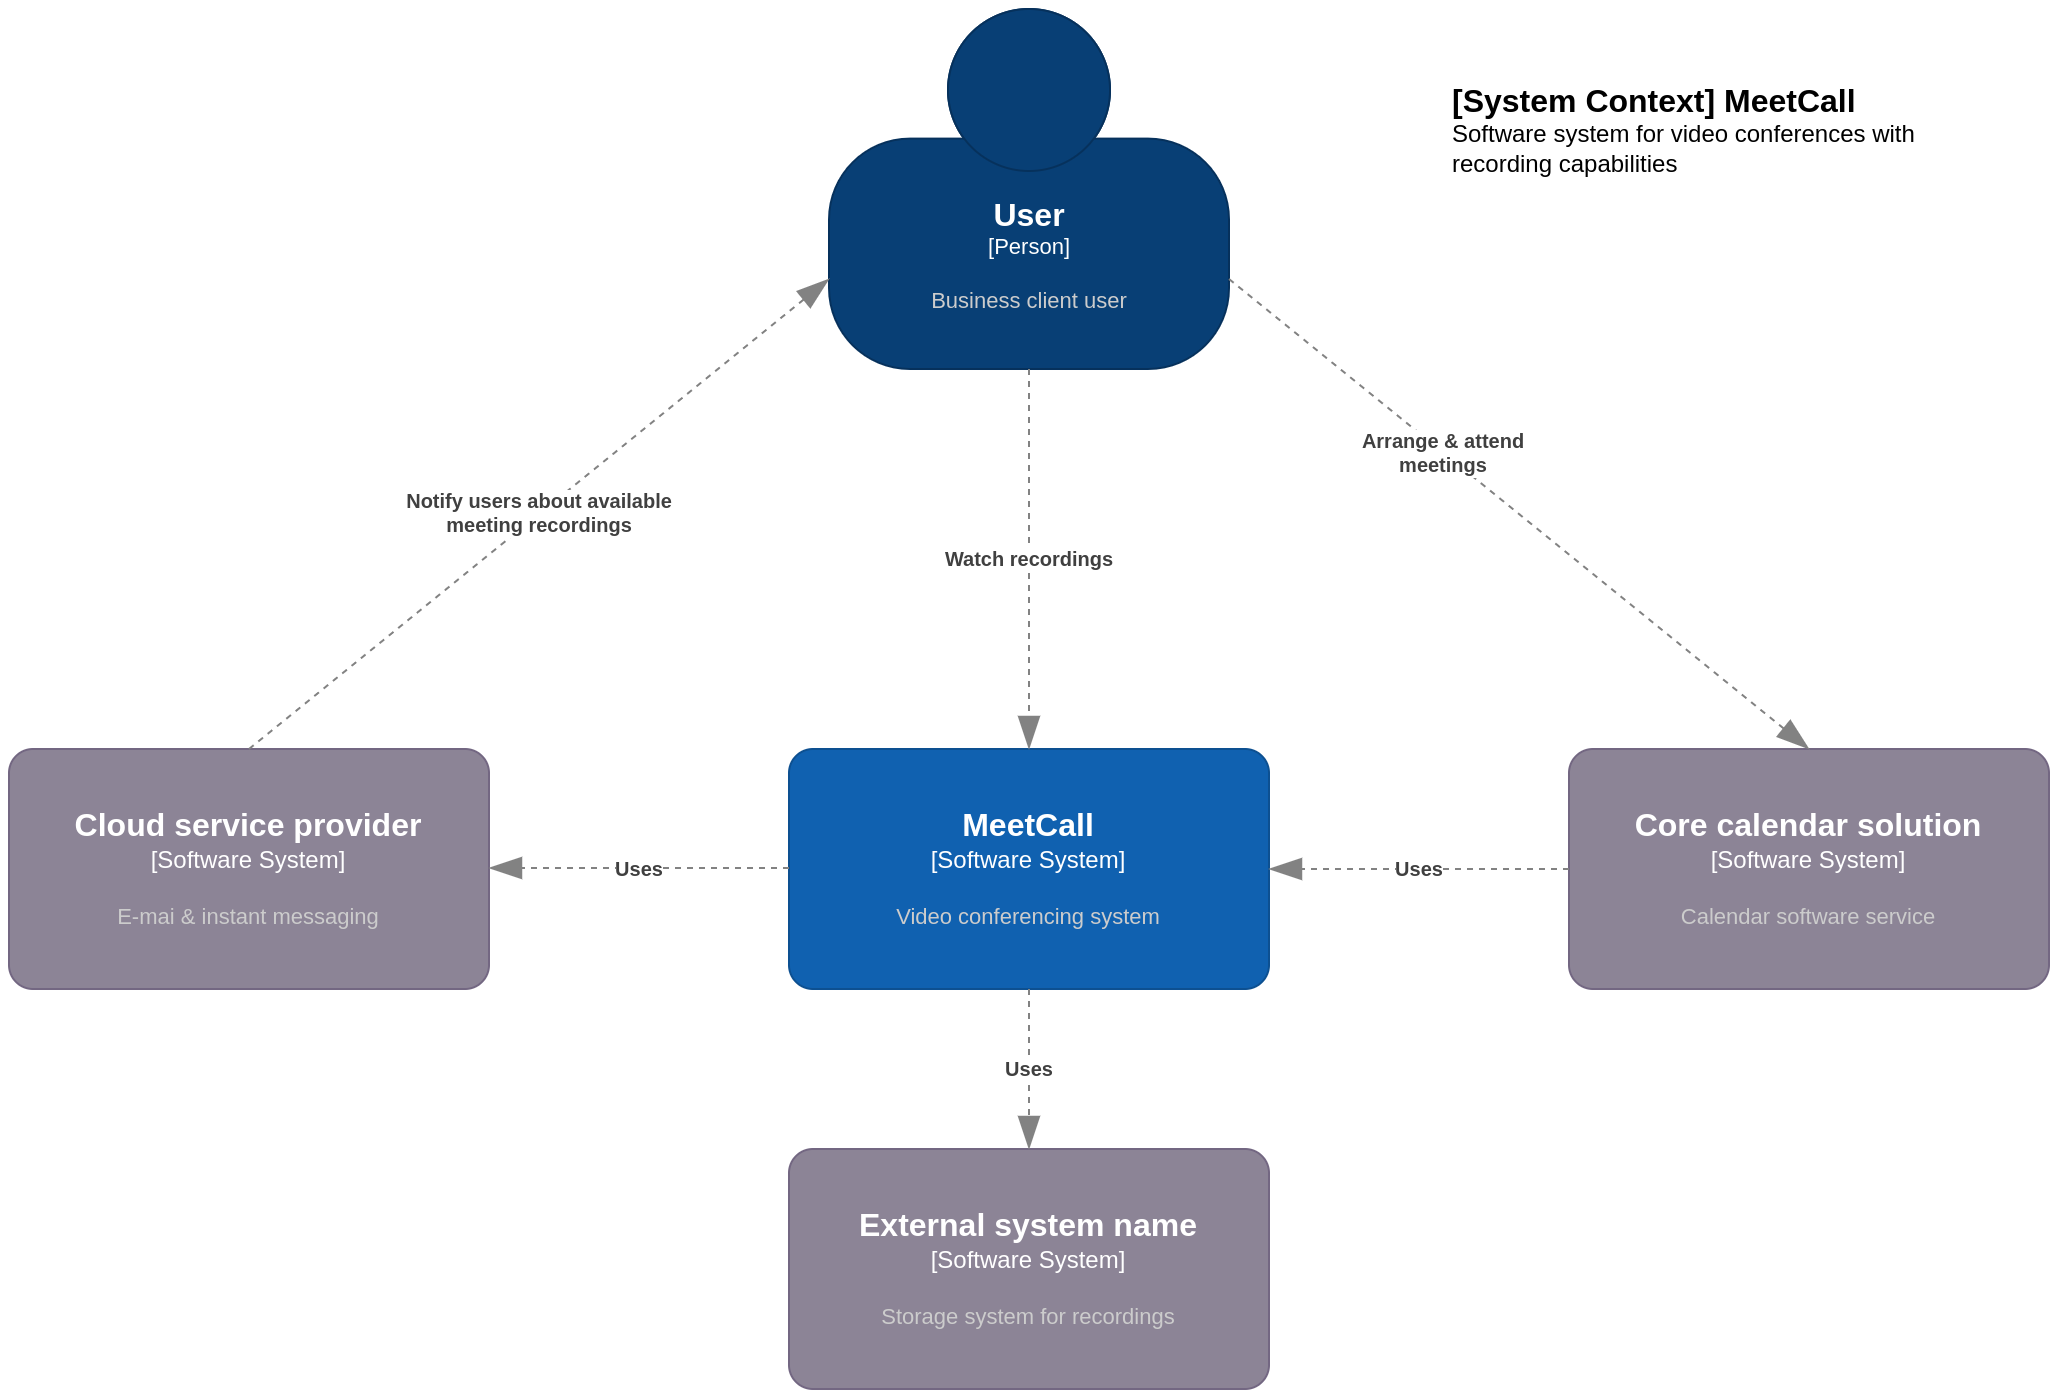 [System Context] MeetCall
Software system for video conferences with
recording capabilities
User
[Person]
Business client user
Arrange & attend
meetings
Notify users about available
meeting recordings
Watch recordings
Cloud service provider
[Software System]
E-mai & instant messaging
Uses
MeetCall
[Software System]
Video conferencing system
Uses
Core calendar solution
[Software System]
Calendar software service
Uses
External system name
[Software System]
Storage system for recordings